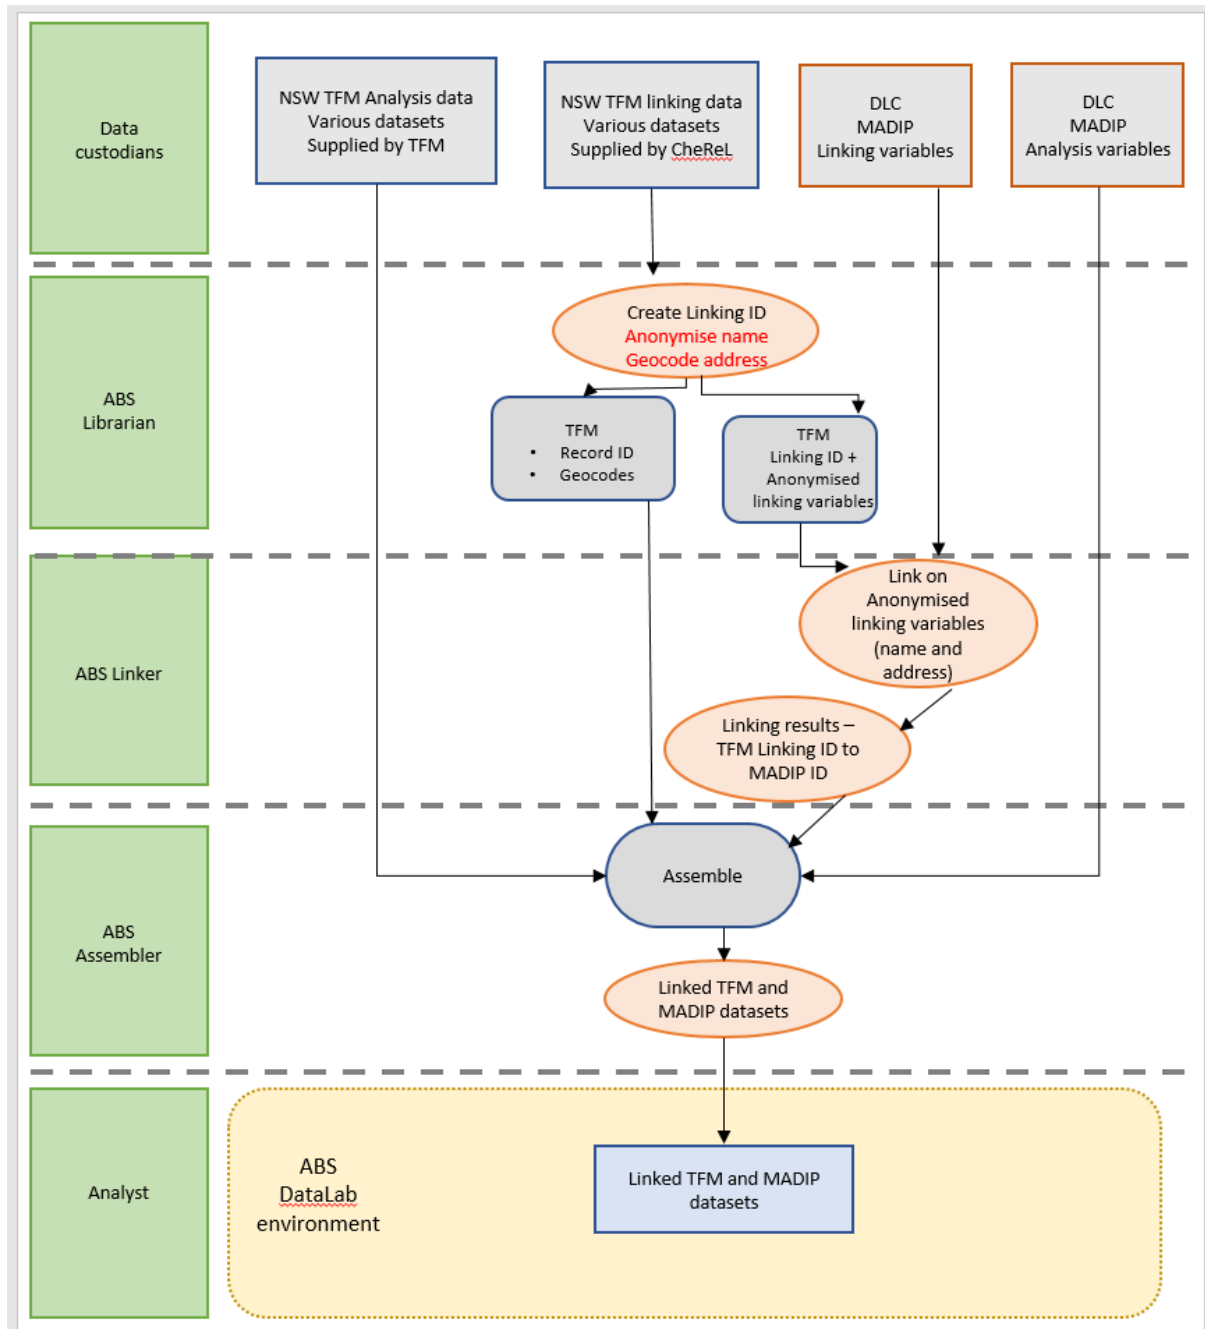 Data
custodians
NSW TFM Analysis data
Various datasets
Supplied by TFM
NSW TFM linking data
Various datasets
Supplied by CheReL
DLC
MADIP
Linking variables
DLC
MADIP
Analysis variables
ABS
Librarian
Create Linking ID
Anonymise name
Geocode address
TFM
• Record ID
• Geocodes
TFM
Linking ID +
Anonymised
linking variables
ABS Linker
Link on
Anonymised
linking variables
(name and
address)
Linking results –
TFM Linking ID to
MADIP ID
ABS
Assembler
Assemble
Linked TFM and
MADIP datasets
Analyst
ABS
DataLab
environment
Linked TFM and MADIP
datasets